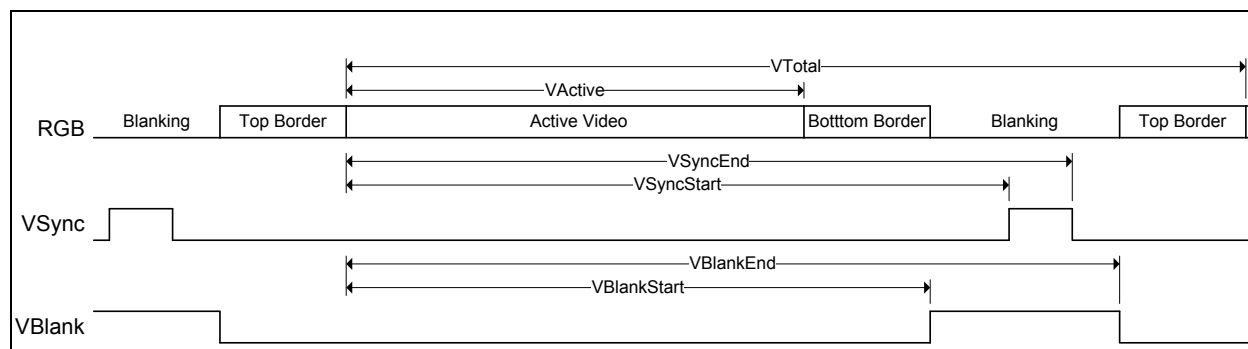 VTotal
VActive
RGB Blanking Top Border Active Video Botttom Border Blanking Top Border
VSyncEnd
VSyncStart
VSync
VBlankEnd
VBlankStart
VBlank